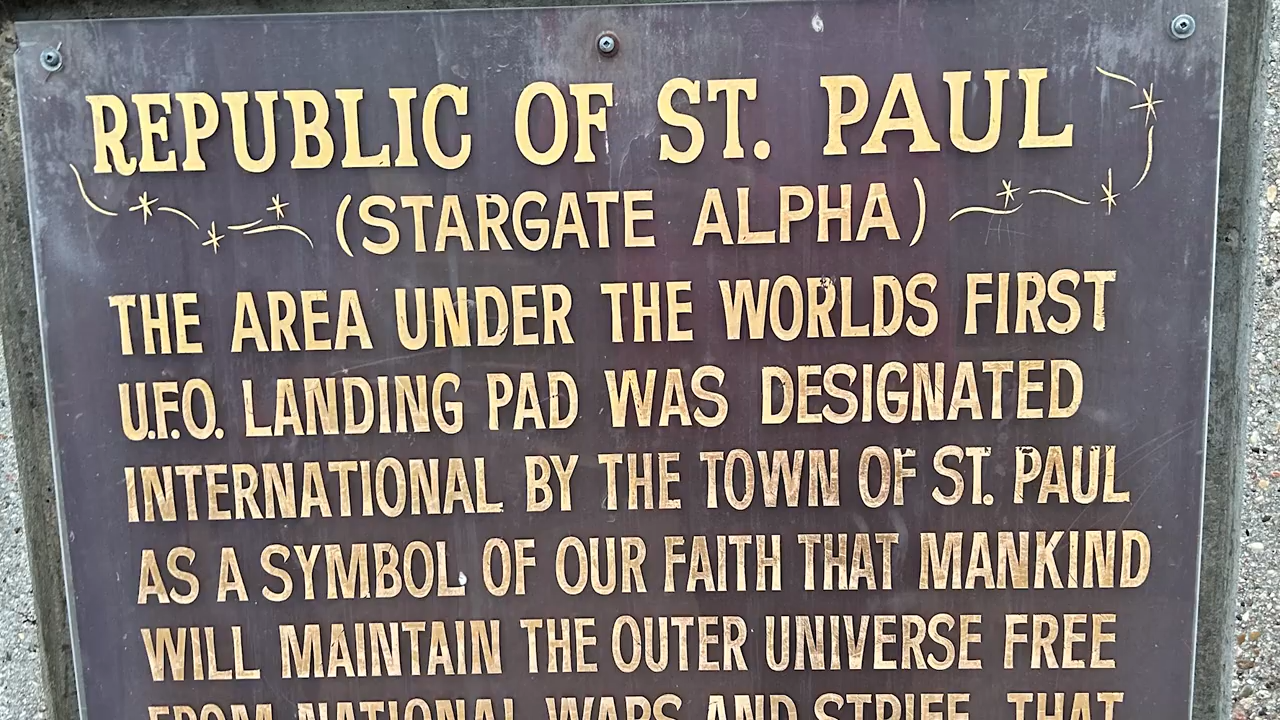 REPUBLIC OF ST. PAUL
(STARGATE ALPHA)
THE AREA UNDER THE WORLDS FIRST
U.F.O. LANDING PAD WAS DESIGNATED
INTERNATIONAL BY THE TOWN OF ST. PAUL
AS A SYMBOL OF OUR FAITH THAT MANKIND
WILL MAINTAIN THE OUTER UNIVERSE FREE
FROM NATIONAL WARS AND STRIFE. THAT